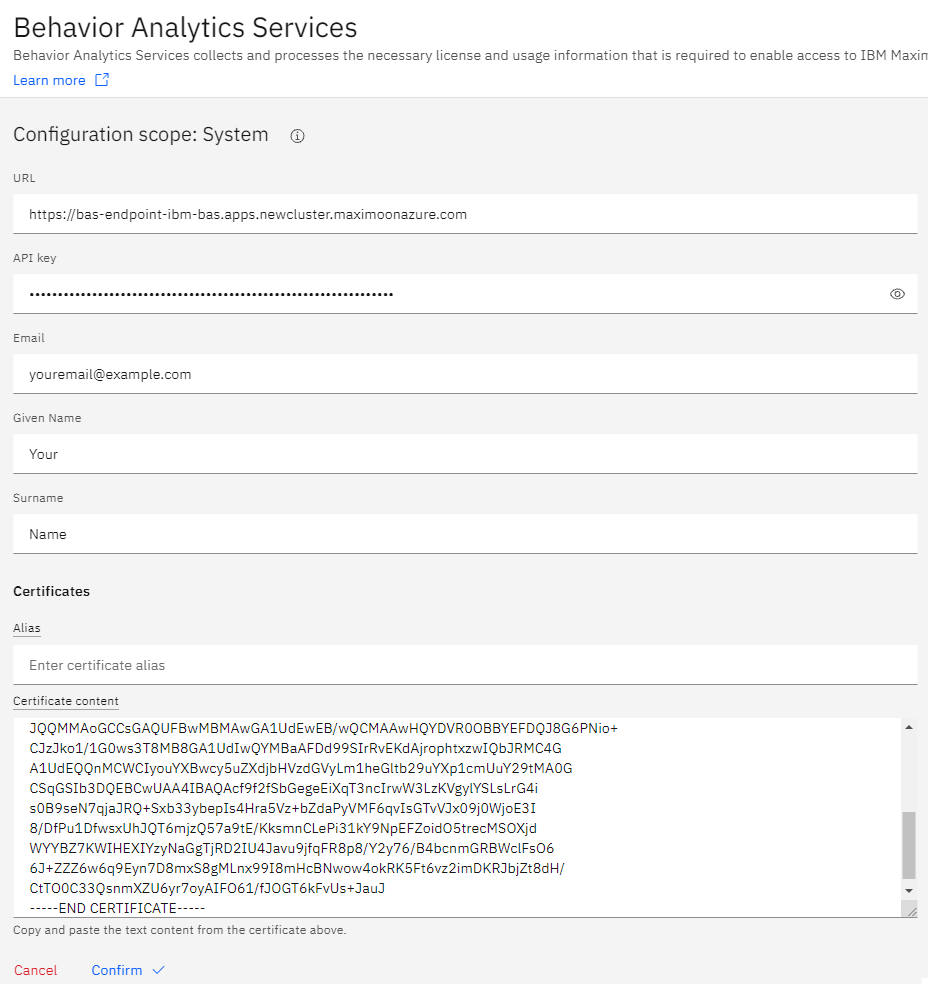 Behavior Analytics Services
Behavior Analytics Services collects and processes the necessary license and usage information that is required to enable access to IBM Maxim
Learn more
Configuration scope: System
URL
https://bas-endpoint-ibm-bas.apps.newcluster.maximoonazure.com
API key
••••••••••••••••••••••••••••••••••••••••••••••••••••••••••••••••
Email
youremail@example.com
Given Name
Your
Surname
Name
Certificates
Alias
Enter certificate alias
Certificate content
JQQMMAoGCCsGAQUFBwMBMAwGA1UdEwEB/wQCMAAwHQYDVR0OBBYEFDQJ8G6PNio+
CJzJko1/1G0ws3T8MB8GA1UdIwQYMBaAFDd99SIrRvEKdAjrophtxzwIQbJRMC4G
A1UdEQQnMCWCIyouYXBwcy5uZXdjbHVzdGVyLm1heGltb29uYXp1cmUuY29tMA0G
CSqGSIb3DQEBCwUAA4IBAQAcf9f2fSbGegeEiXqT3ncIrwW3LzKVgylYSLsLrG4i
s0B9seN7qjaJRQ+Sxb33ybepIs4Hra5Vz+bZdaPyVMF6qvIsGTvVJx09j0WjoE3I
8/DfPu1DfwsxUhJQT6mjzQ57a9tE/KksmnCLePi31kY9NpEFZoidO5trecMSOXjd
WYYBZ7KWIHEXIYzyNaGgTjRD2IU4Javu9jfqFR8p8/Y2y76/B4bcnmGRBWclFsO6
6J+ZZZ6w6q9Eyn7D8mxS8gMLnx99I8mHcBNwow4okRK5Ft6vz2imDKRJbjZt8dH/
CtTO0C33QsnmXZU6yr7oyAIFO61/fJOGT6kFvUs+JauJ
-----END CERTIFICATE-----
Copy and paste the text content from the certificate above.
Cancel
Confirm